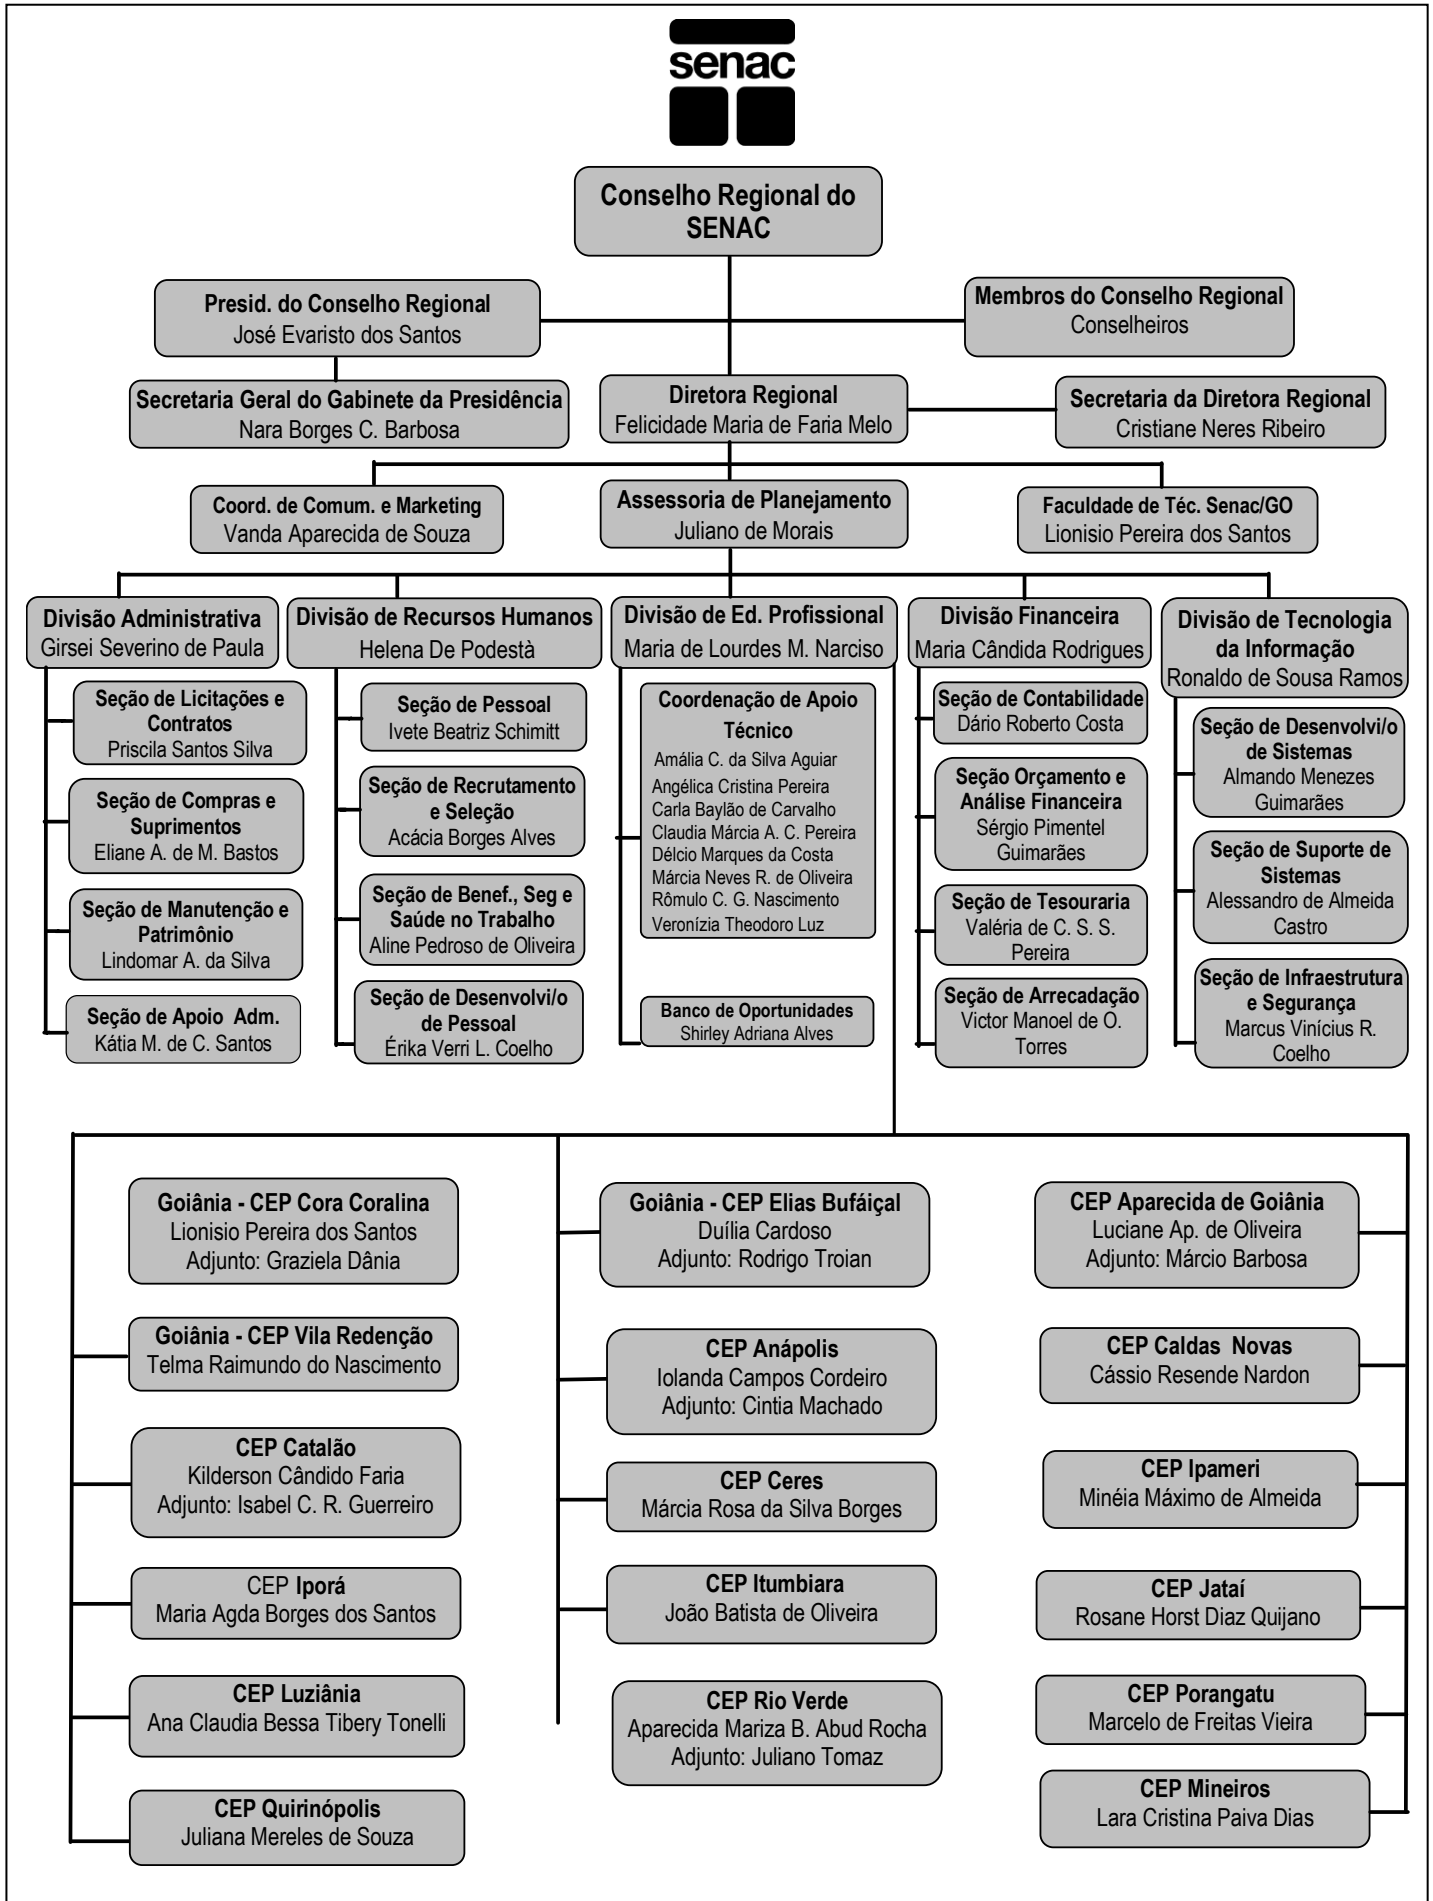 senac
Conselho Regional do
SENAC
Presid. do Conselho Regional
José Evaristo dos Santos
Membros do Conselho Regional
Conselheiros
Secretaria Geral do Gabinete da Presidência
Nara Borges C. Barbosa
Diretora Regional
Felicidade Maria de Faria Melo
Secretaria da Diretora Regional
Cristiane Neres Ribeiro
Coord. de Comum. e Marketing
Vanda Aparecida de Souza
Assessoria de Planejamento
Juliano de Morais
Faculdade de Téc. Senac/GO
Lionisio Pereira dos Santos
Divisão Administrativa
Girsei Severino de Paula
Divisão de Recursos Humanos
Helena De Podestà
Divisão de Ed. Profissional
Maria de Lourdes M. Narciso
Divisão Financeira
Maria Cândida Rodrigues
Divisão de Tecnologia
da Informação
Ronaldo de Sousa Ramos
Seção de Licitações e
Contratos
Priscila Santos Silva
Seção de Compras e
Suprimentos
Eliane A. de M. Bastos
Seção de Manutenção e
Patrimônio
Lindomar A. da Silva
Seção de Apoio Adm.
Kátia M. de C. Santos
Seção de Pessoal
Ivete Beatriz Schimitt
Seção de Recrutamento
e Seleção
Acácia Borges Alves
Seção de Benef., Seg e
Saúde no Trabalho
Aline Pedroso de Oliveira
Seção de Desenvolvi/o
de Pessoal
Érika Verri L. Coelho
Coordenação de Apoio
Técnico
Amália C. da Silva Aguiar
Angélica Cristina Pereira
Carla Baylão de Carvalho
Claudia Márcia A. C. Pereira
Délcio Marques da Costa
Márcia Neves R. de Oliveira
Rômulo C. G. Nascimento
Veronízia Theodoro Luz
Banco de Oportunidades
Shirley Adriana Alves
Seção de Contabilidade
Dário Roberto Costa
Seção Orçamento e
Análise Financeira
Sérgio Pimentel
Guimarães
Seção de Tesouraria
Valéria de C. S. S.
Pereira
Seção de Arrecadação
Victor Manoel de O.
Torres
Seção de Desenvolvi/o
de Sistemas
Almando Menezes
Guimarães
Seção de Suporte de
Sistemas
Alessandro de Almeida
Castro
Seção de Infraestrutura
e Segurança
Marcus Vinícius R.
Coelho
Goiânia - CEP Cora Coralina
Lionisio Pereira dos Santos
Adjunto: Graziela Dânia
Goiânia - CEP Vila Redenção
Telma Raimundo do Nascimento
CEP Catalão
Kilderson Cândido Faria
Adjunto: Isabel C. R. Guerreiro
CEP Iporá
Maria Agda Borges dos Santos
CEP Luziânia
Ana Claudia Bessa Tibery Tonelli
CEP Quirinópolis
Juliana Mereles de Souza
Goiânia - CEP Elias Bufáiçal
Duília Cardoso
Adjunto: Rodrigo Troian
CEP Anápolis
Iolanda Campos Cordeiro
Adjunto: Cintia Machado
CEP Ceres
Márcia Rosa da Silva Borges
CEP Itumbiara
João Batista de Oliveira
CEP Rio Verde
Aparecida Mariza B. Abud Rocha
Adjunto: Juliano Tomaz
CEP Aparecida de Goiânia
Luciane Ap. de Oliveira
Adjunto: Márcio Barbosa
CEP Caldas Novas
Cássio Resende Nardon
CEP Ipameri
Minéia Máximo de Almeida
CEP Jataí
Rosane Horst Diaz Quijano
CEP Porangatu
Marcelo de Freitas Vieira
CEP Mineiros
Lara Cristina Paiva Dias